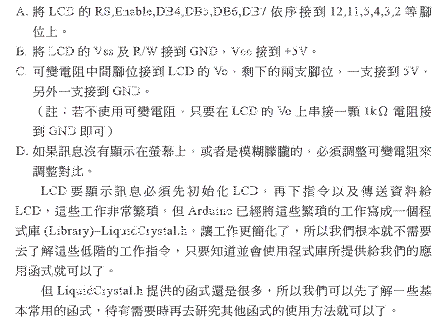 A. 將 LCD 的 RS,Enable,DB4,DB5,DB6,DB7 依序接到 12,11,5,4,3,2 等腳
位上。
B. 將 LCD 的 Vss 及 R/W 接到 GND，Vcc 接到 +5V。
C. 可變電阻中間腳位接到 LCD 的 Vo，剩下的兩支腳位，一支接到 5V，
另外一支接到 GND。
（註：若不使用可變電阻，只要在 LCD 的 Vo 上串接一顆 1kΩ 電阻接
到 GND 即可）
D. 如果訊息沒有顯示在螢幕上，或者是模糊朦朧的，必須調整可變電阻來
調整對比。
LCD 要顯示訊息必須先初始化 LCD，再下指令以及傳送資料給
LCD，這些工作非常繁瑣，但 Arduino 已經將這些繁瑣的工作寫成一個程
式庫 (Library)–LiquidCrystal.h，讓工作更簡化了，所以我們根本就不需要
去了解這些低階的工作指令，只要知道並會使用程式庫所提供給我們的應
用函式就可以了。
但 LiquidCrystal.h 提供的函式還是很多，所以我們可以先了解一些基
本常用的函式，待有需要時再去研究其他函式的使用方法就可以了。